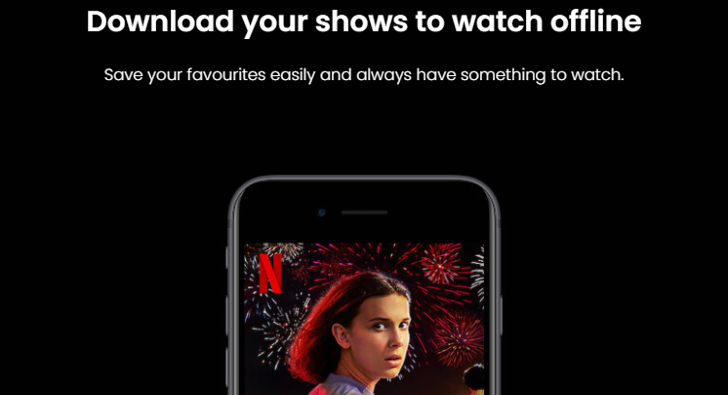 Download your shows to watch offline
Save your favourites easily and always have something to watch.
N